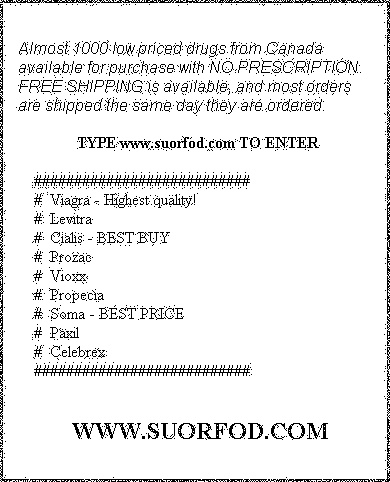 Almost 1000 low priced drugs from Canada
available for purchase with NO PRESCRIPTION.
FREE SHIPPING is available, and most orders
are shipped the same day they are ordered.
TYPE www.suorfod.com TO ENTER
###########################
# Viagra - Highest quality!
# Levitra
# Cialis - BEST BUY
# Prozac
# Vioxx
# Propecia
# Soma - BEST PRICE
# Paxil
# Celebrex
###########################
WWW.SUORFOD.COM